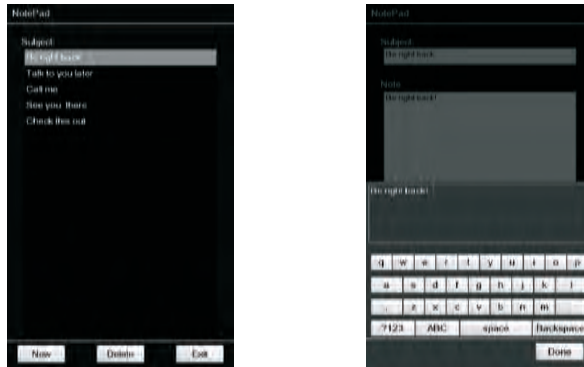 NotePad
Subject
Be right back
Talk to you later
Call me
See you there
Check this out
New Delete Exit
NotePad
Subject
Be right back
Note
Be right back!
Be right back!
q w e r t y u i o p
a s d f g h j k l
. z x c v b n m
?123 ABC space Backspace
Done